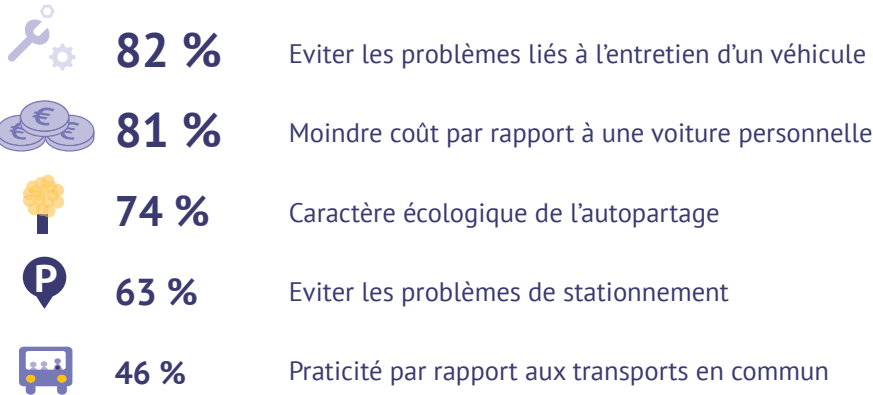 82 % Eviter les problèmes liés à l’entretien d’un véhicule
81 % Moindre coût par rapport à une voiture personnelle
74 % Caractère écologique de l’autopartage
P 63 % Eviter les problèmes de stationnement
46 % Praticité par rapport aux transports en commun